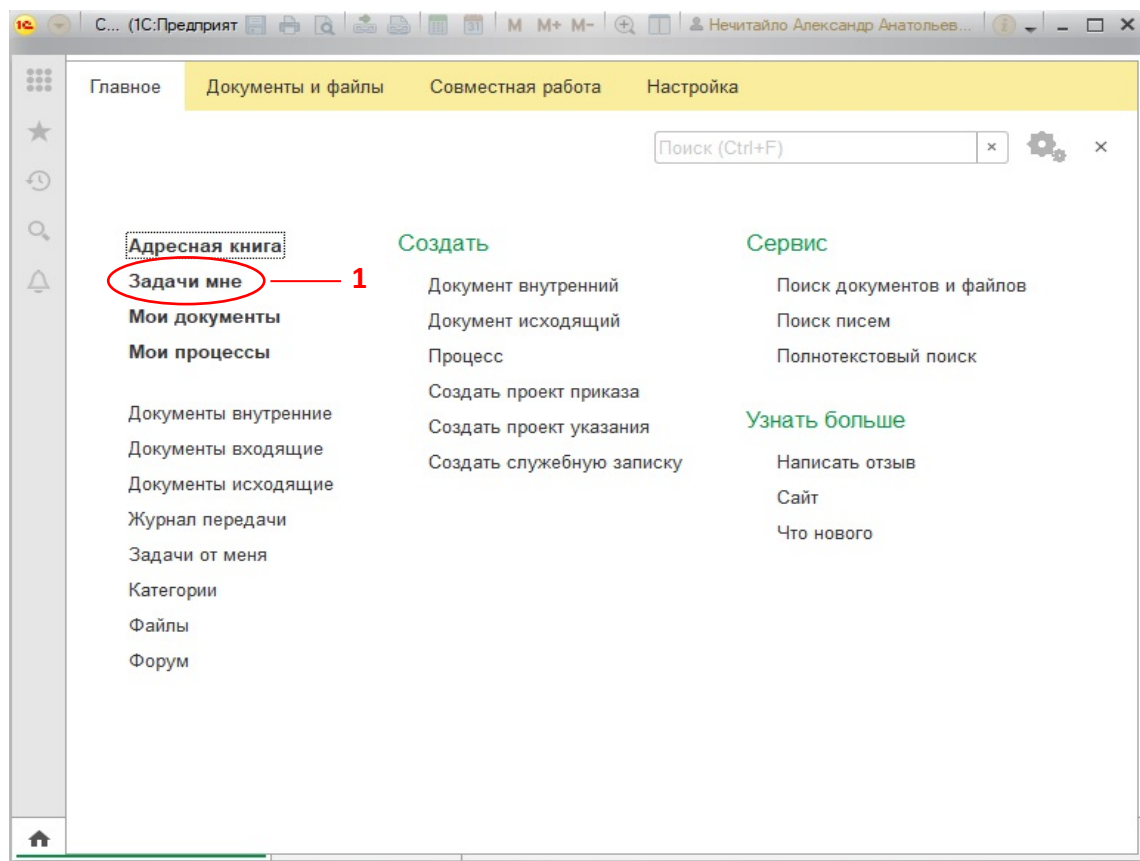 1С С... (1С:Предприят 31 M M+ M- Нечитайло Александр Анатольев... i
Главное Документы и файлы Совместная работа Настройка
Поиск (Ctrl+F) × ×
Адресная книга
Задачи мне 1
Мои документы
Мои процессы
Документы внутренние
Документы входящие
Документы исходящие
Журнал передачи
Задачи от меня
Категории
Файлы
Форум
Создать
Документ внутренний
Документ исходящий
Процесс
Создать проект приказа
Создать проект указания
Создать служебную записку
Сервис
Поиск документов и файлов
Поиск писем
Полнотекстовый поиск
Узнать больше
Написать отзыв
Сайт
Что нового